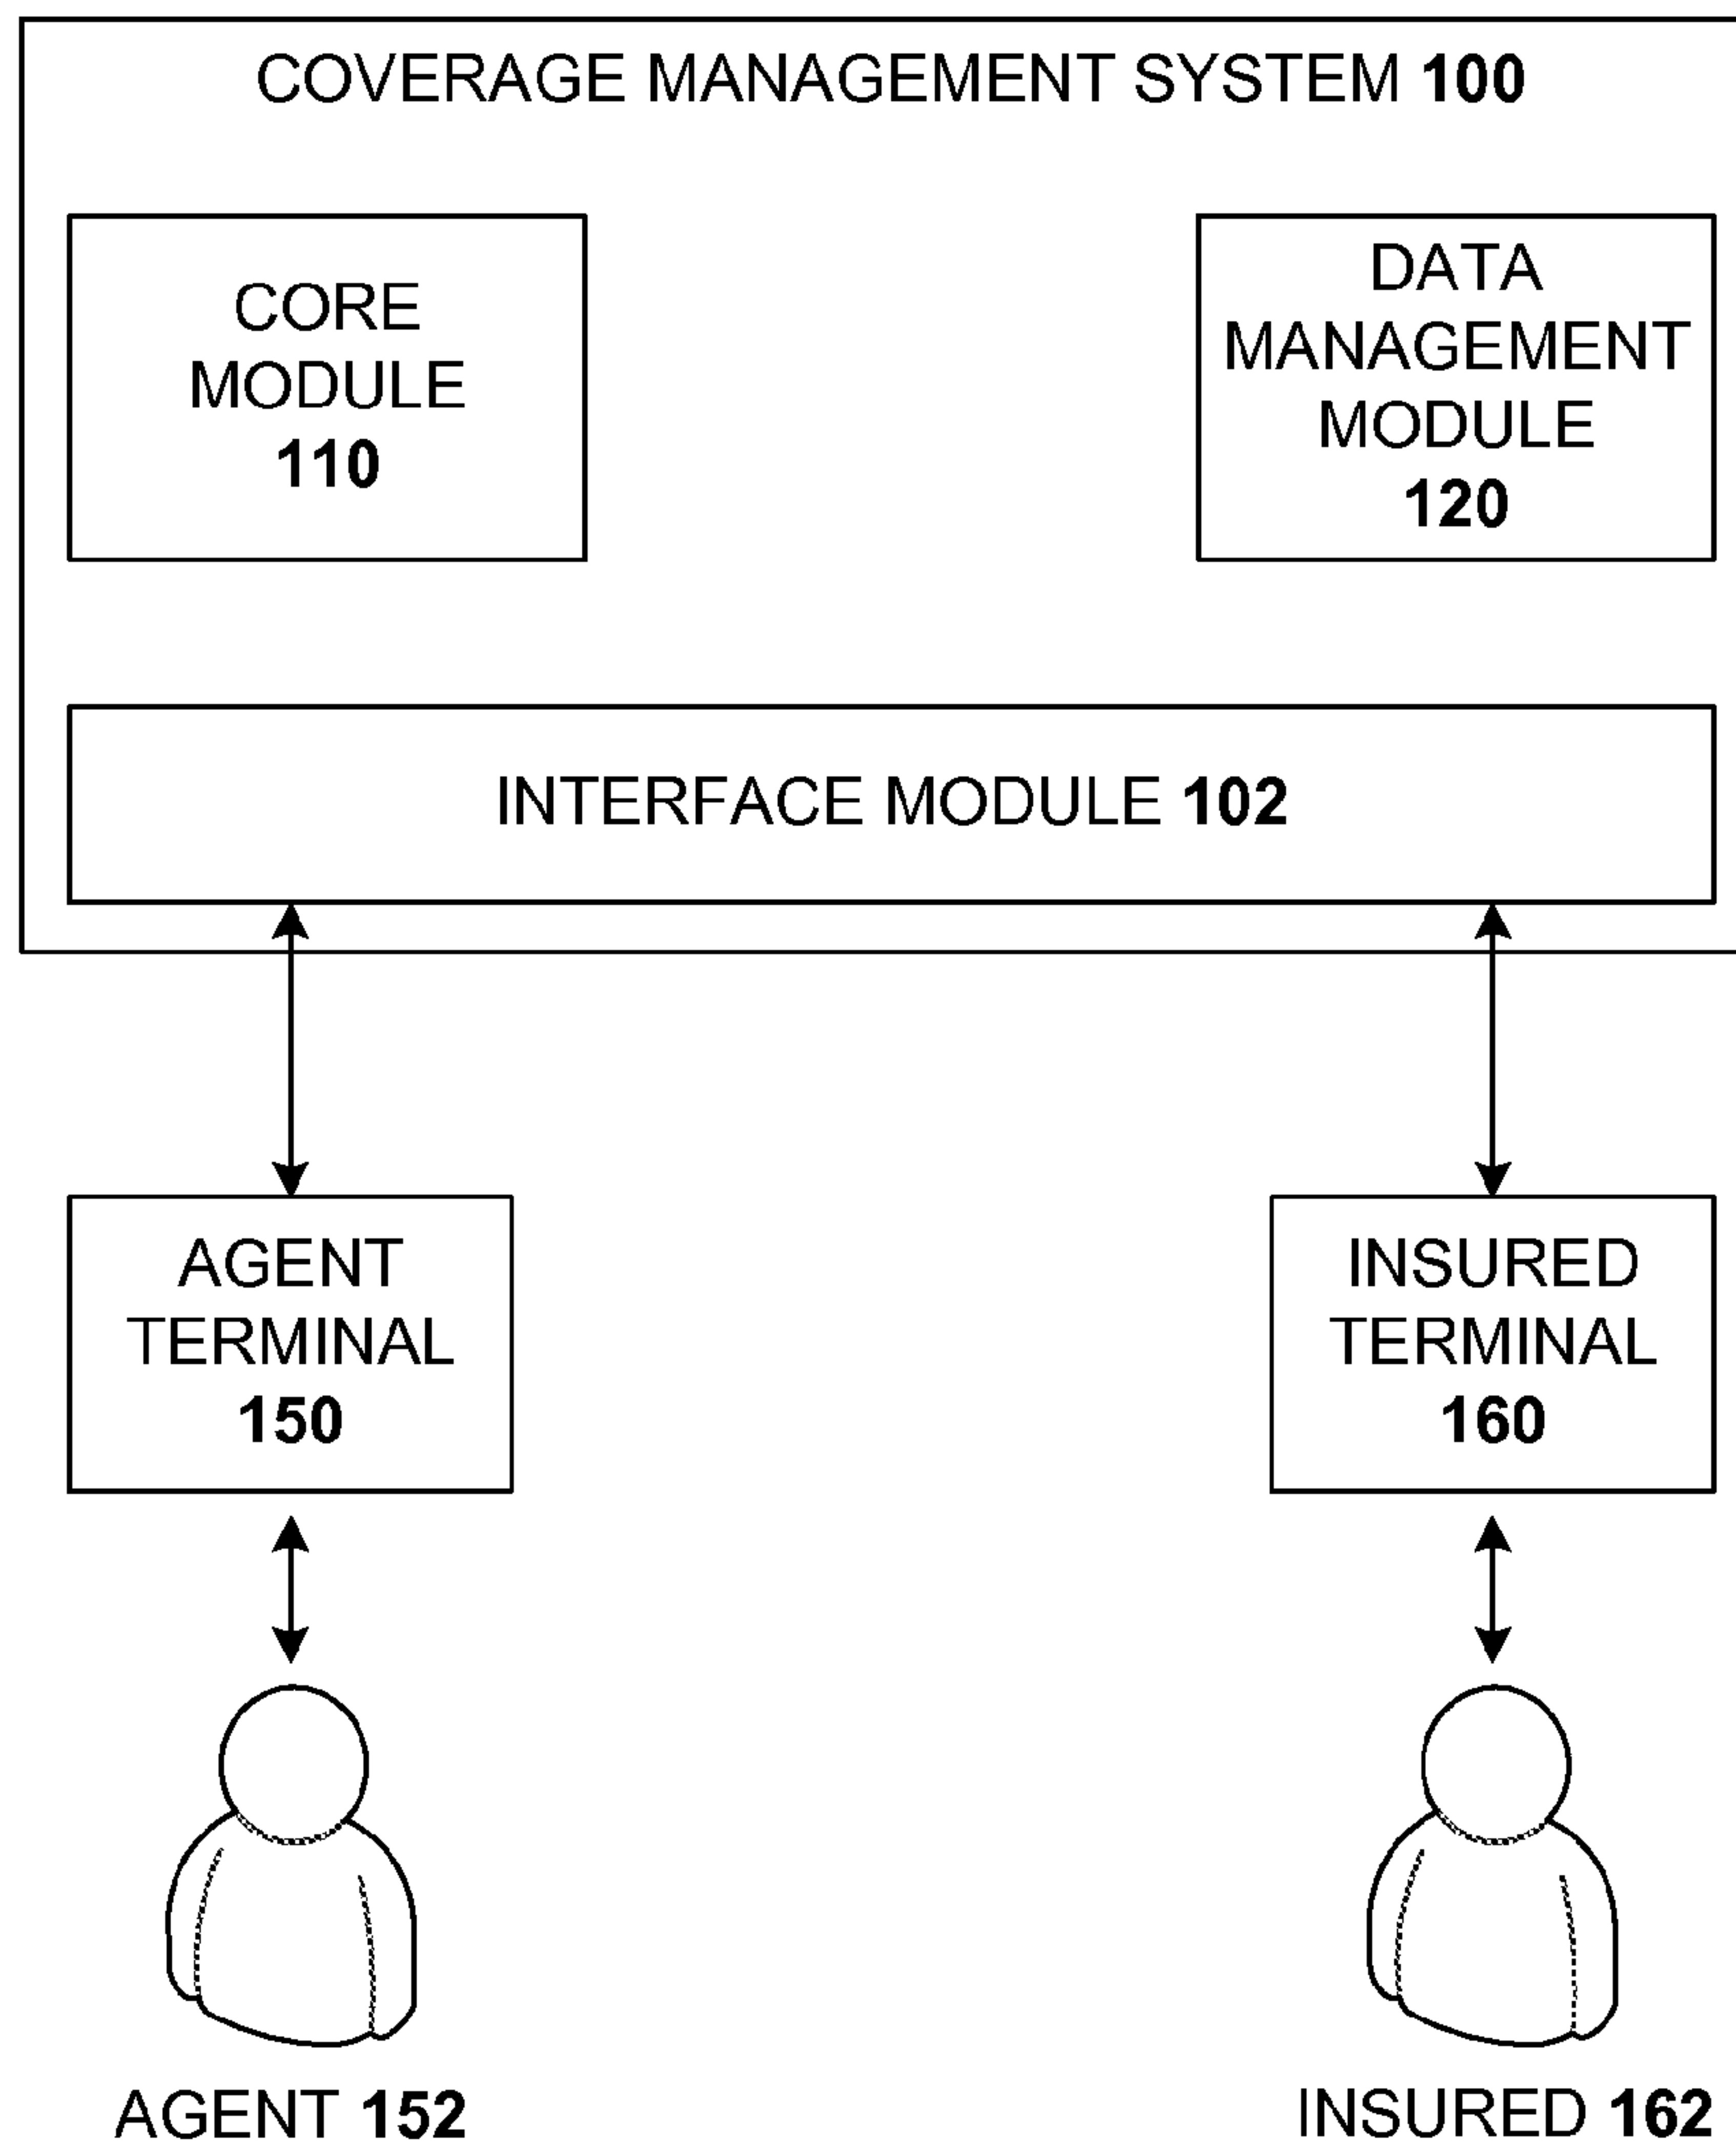 COVERAGE MANAGEMENT SYSTEM 100
CORE
MODULE
110
DATA
MANAGEMENT
MODULE
120
INTERFACE MODULE 102
AGENT
TERMINAL
150
INSURED
TERMINAL
160
AGENT 152
INSURED 162